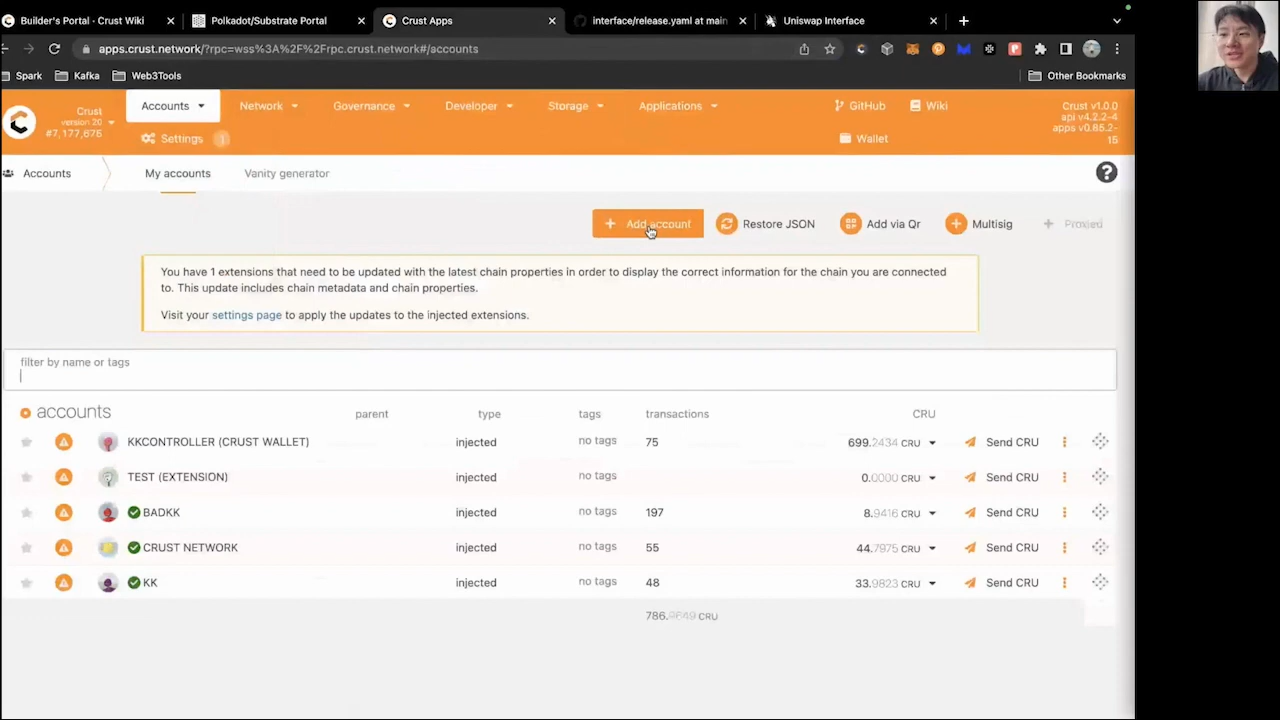 Builder's Portal - Crust Wiki
Polkadot/Substrate Portal
Crust Apps
interface/release.yaml at main
Uniswap Interface
apps.crust.network/?rpc=wss%3A%2F%2Frpc.crust.network#/accounts
Spark
Kafka
Web3Tools
Other Bookmarks
Crust
version 20
#7,177,675
Accounts
Network
Governance
Developer
Storage
Applications
GitHub
Wiki
Crust v1.0.0
api v4.2.2-4
apps v0.85.2-
15
Settings
1
Wallet
Accounts
My accounts
Vanity generator
Add account
Restore JSON
Add via Qr
Multisig
Proxied
You have 1 extensions that need to be updated with the latest chain properties in order to display the correct information for the chain you are connected
to. This update includes chain metadata and chain properties.
Visit your settings page to apply the updates to the injected extensions.
filter by name or tags
accounts parent type tags transactions CRU
KKCONTROLLER (CRUST WALLET) injected no tags 75 699.2434 CRU Send CRU
TEST (EXTENSION) injected no tags 0.0000 CRU Send CRU
BADKK injected no tags 197 8.9416 CRU Send CRU
CRUST NETWORK injected no tags 55 44.7975 CRU Send CRU
KK injected no tags 48 33.9823 CRU Send CRU
786.9649 CRU